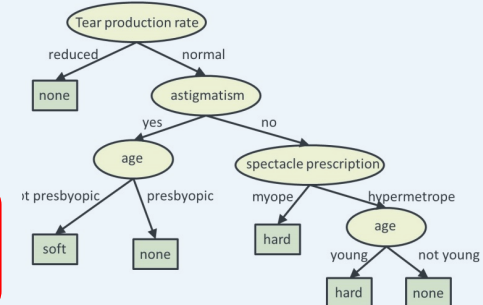 Tear production rate
reduced normal
none astigmatism
yes no
age spectacle prescription
presbyopic presbyopic myope hypermetrope
soft none hard age
young not young
hard none